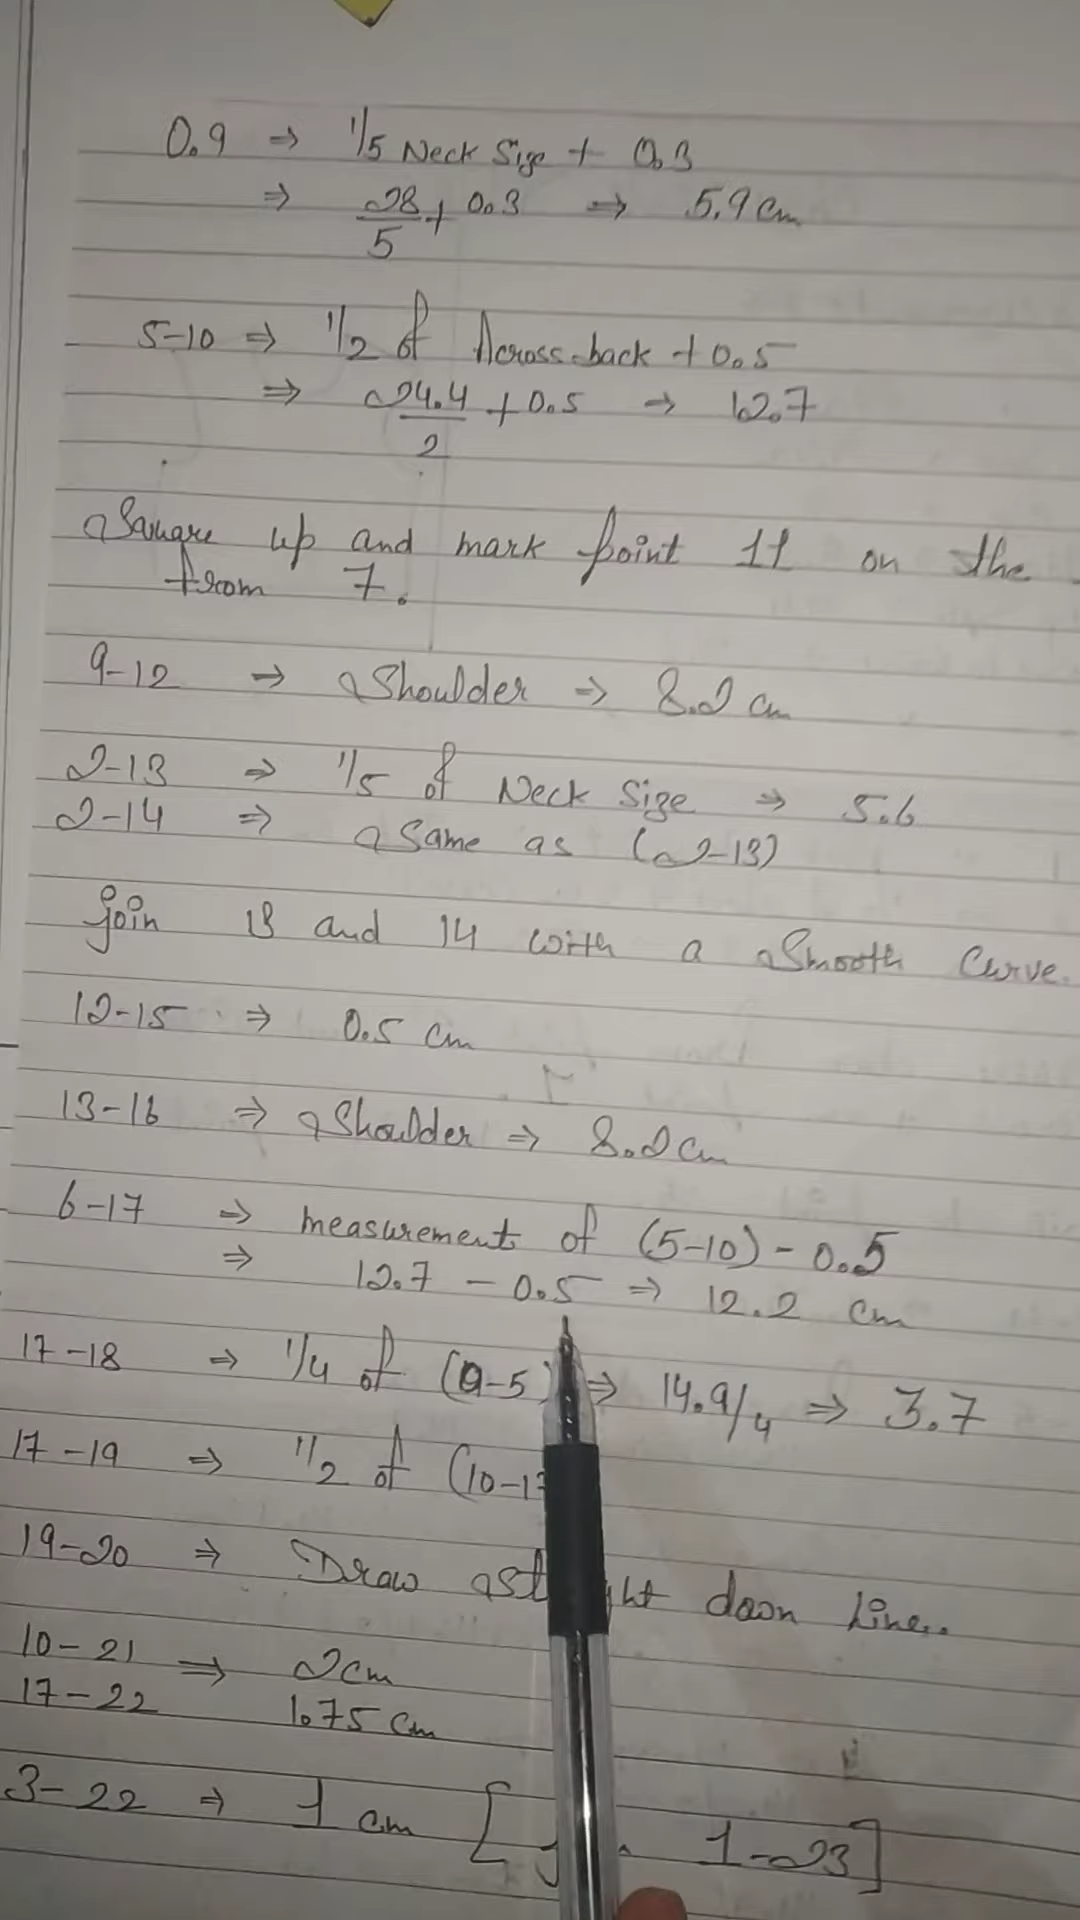 0.9 ⇒ 1/5 Neck Size + 0.3
⇒ 28/5 + 0.3 ⇒ 5.9 cm
5-10 ⇒ 1/2 of Across-back + 0.5
⇒ 24.4/2 + 0.5 → 12.7
Square up and mark point 11 on the
from 7.
9-12 → Shoulder → 8.2 cm
2-13 ⇒ 1/5 of Neck Size ⇒ 5.6
2-14 ⇒ Same as (2-13)
join 13 and 14 with a Smooth Curve.
12-15 ⇒ 0.5 cm
13-16 ⇒ Shoulder ⇒ 8.2 cm
6-17 ⇒ measurement of (5-10) - 0.5
⇒ 12.7 - 0.5 ⇒ 12.2 cm
17-18 ⇒ 1/4 of (0-5) ⇒ 14.9/4 ⇒ 3.7
17-19 ⇒ 1/2 of (10-1
19-20 ⇒ Draw line..
10-21 ⇒ 2cm
17-22 1.75 cm
3-22 ⇒ 1 cm [ 1-23]